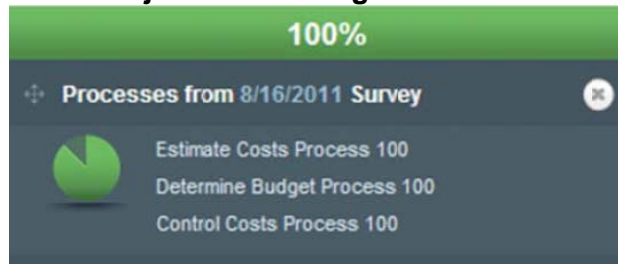 100%
Processes from 8/16/2011 Survey
Estimate Costs Process 100
Determine Budget Process 100
Control Costs Process 100